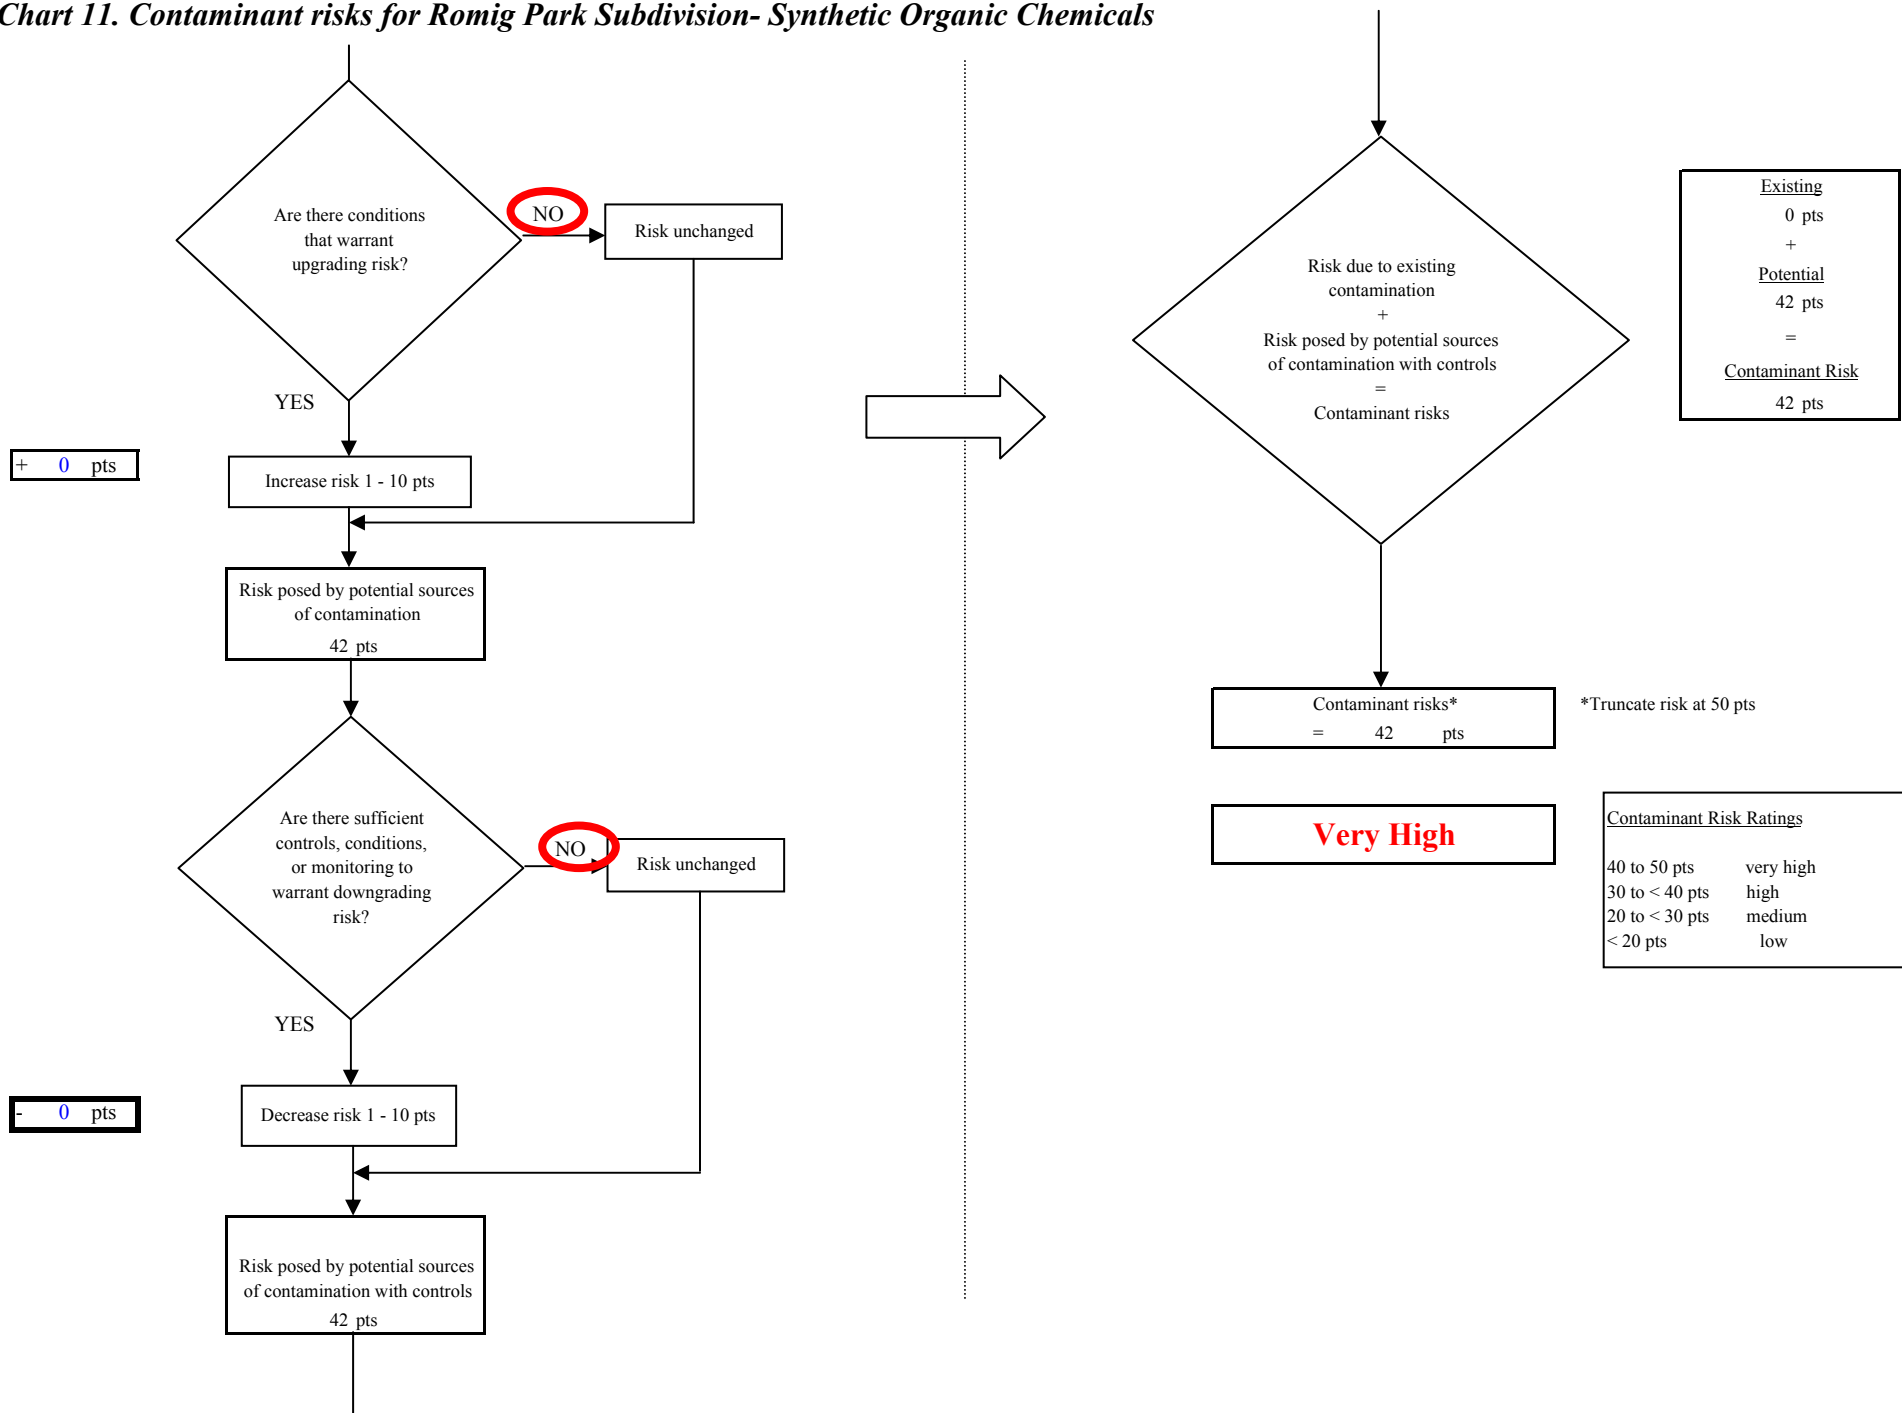 Chart 11. Contaminant risks for Romig Park Subdivision- Synthetic Organic Chemicals
Are there conditions
that warrant
upgrading risk?
NO
Risk unchanged
YES
+ 0 pts
Increase risk 1 - 10 pts
Risk posed by potential sources
of contamination
42 pts
Are there sufficient
controls, conditions,
or monitoring to
warrant downgrading
risk?
NO
Risk unchanged
YES
- 0 pts
Decrease risk 1 - 10 pts
Risk posed by potential sources
of contamination with controls
42 pts
Risk due to existing
contamination
+
Risk posed by potential sources
of contamination with controls
=
Contaminant risks
Existing
0 pts
+
Potential
42 pts
=
Contaminant Risk
42 pts
Contaminant risks*
= 42 pts
*Truncate risk at 50 pts
Very High
Contaminant Risk Ratings
40 to 50 pts very high
30 to < 40 pts high
20 to < 30 pts medium
< 20 pts low